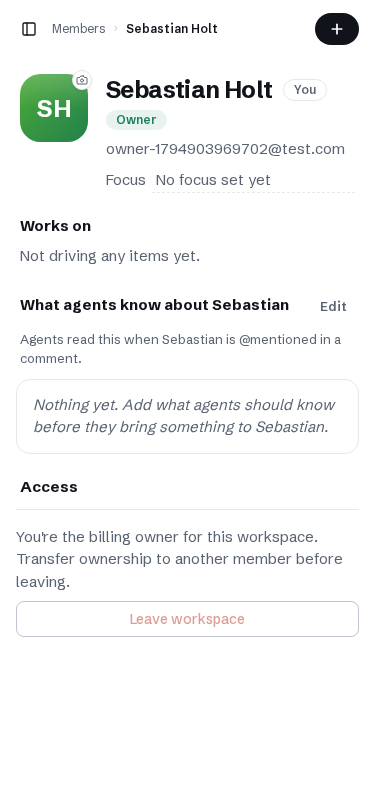 Members › Sebastian Holt
SH
Sebastian Holt You
Owner
owner-1794903969702@test.com
Focus No focus set yet
Works on
Not driving any items yet.
What agents know about Sebastian Edit
Agents read this when Sebastian is @mentioned in a
comment.
Nothing yet. Add what agents should know
before they bring something to Sebastian.
Access
You're the billing owner for this workspace.
Transfer ownership to another member before
leaving.
Leave workspace